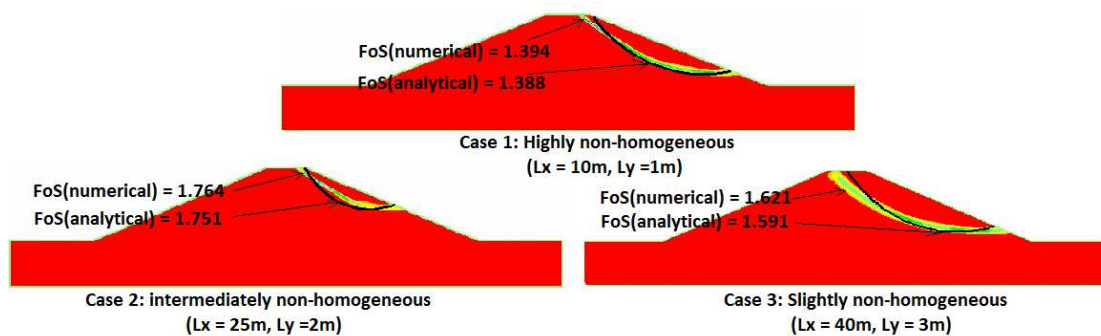 FoS(numerical) = 1.394
FoS(analytical) = 1.388
Case 1: Highly non-homogeneous
(Lx = 10m, Ly =1m)
FoS(numerical) = 1.764
FoS(analytical) = 1.751
Case 2: intermediately non-homogeneous
(Lx = 25m, Ly =2m)
FoS(numerical) = 1.621
FoS(analytical) = 1.591
Case 3: Slightly non-homogeneous
(Lx = 40m, Ly = 3m)